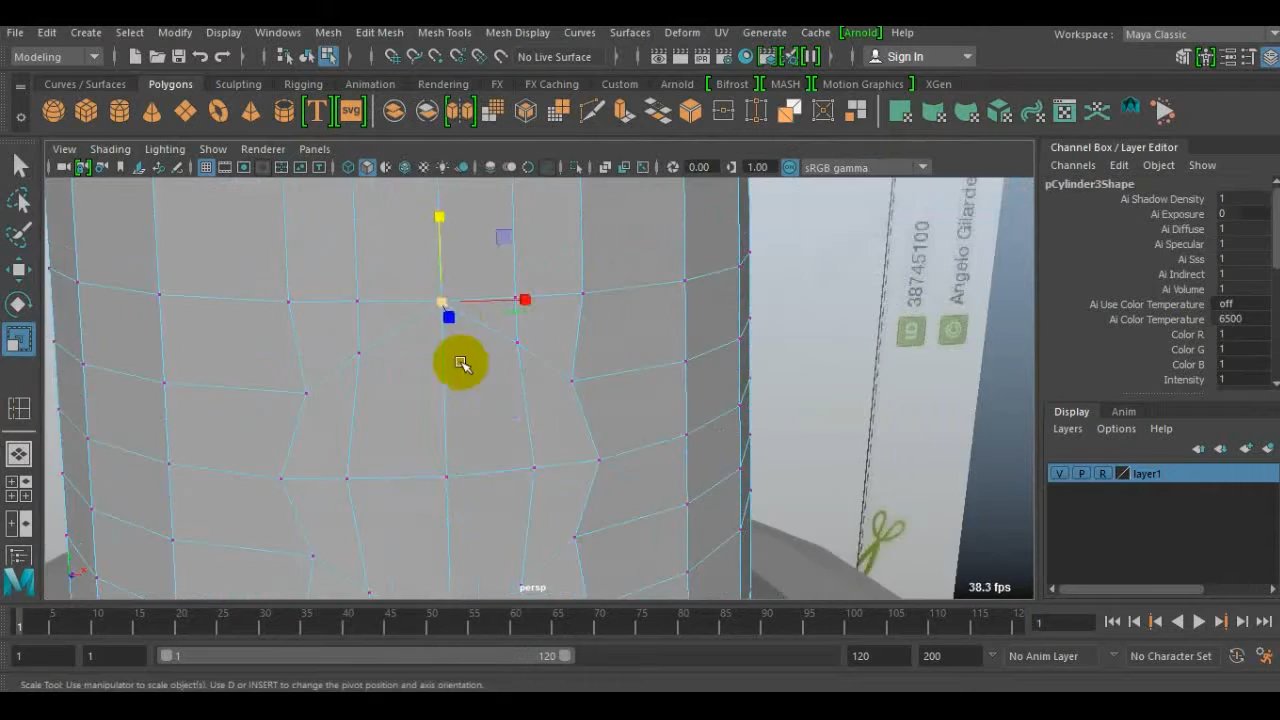 File Edit Create Select Modify Display Windows Mesh Edit Mesh Mesh Tools Mesh Display Curves Surfaces Deform UV Generate Cache [Arnold] Help Workspace : Maya Classic
Modeling No Live Surface Sign In
Curves / Surfaces Polygons Sculpting Rigging Animation Rendering FX FX Caching Custom Arnold Bifrost MASH Motion Graphics XGen
T SVG
View Shading Lighting Show Renderer Panels
0.00 1.00 ON sRGB gamma
Channel Box / Layer Editor
Channels Edit Object Show
pCylinder3Shape
Ai Shadow Density 1
Ai Exposure 0
Ai Diffuse 1
Ai Specular 1
Ai Sss 1
Ai Indirect 1
Ai Volume 1
Ai Use Color Temperature off
Ai Color Temperature 6500
Color R 1
Color G 1
Color B 1
Intensity 1
38745100
Angelo Gilarde
ID
Display Anim
Layers Options Help
V P R layer1
persp
38.3 fps
5 10 15 20 25 30 35 40 45 50 55 60 65 70 75 80 85 90 95 100 105 110 115 12
1 1
1 1 1 120 120 200 No Anim Layer No Character Set
Scale Tool: Use manipulator to scale object(s). Use D or INSERT to change the pivot position and axis orientation.